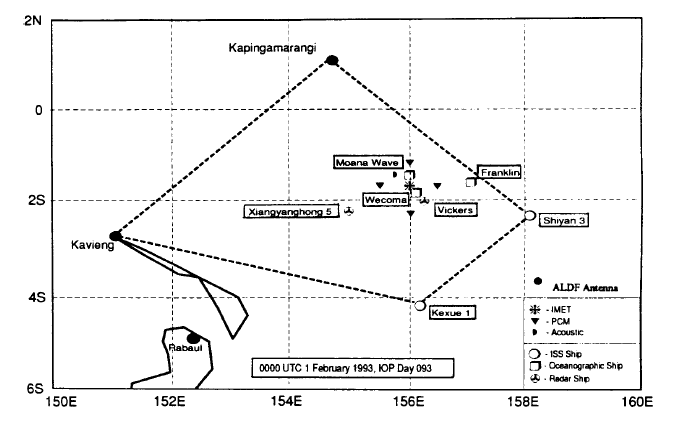 2N
Kapingamarangi
0
Moana Wave
Franklin
2S
Wecoma
Xiangyanghong 5
Vickers
Shiyan 3
Kavieng
ALDF Antenna
4S
Kexue 1
- IMET
- PCM
- Acoustic
Rabaul
- ISS Ship
- Oceanographic Ship
- Radar Ship
0000 UTC 1 February 1993, IOP Day 093
6S
150E 152E 154E 156E 158E 160E